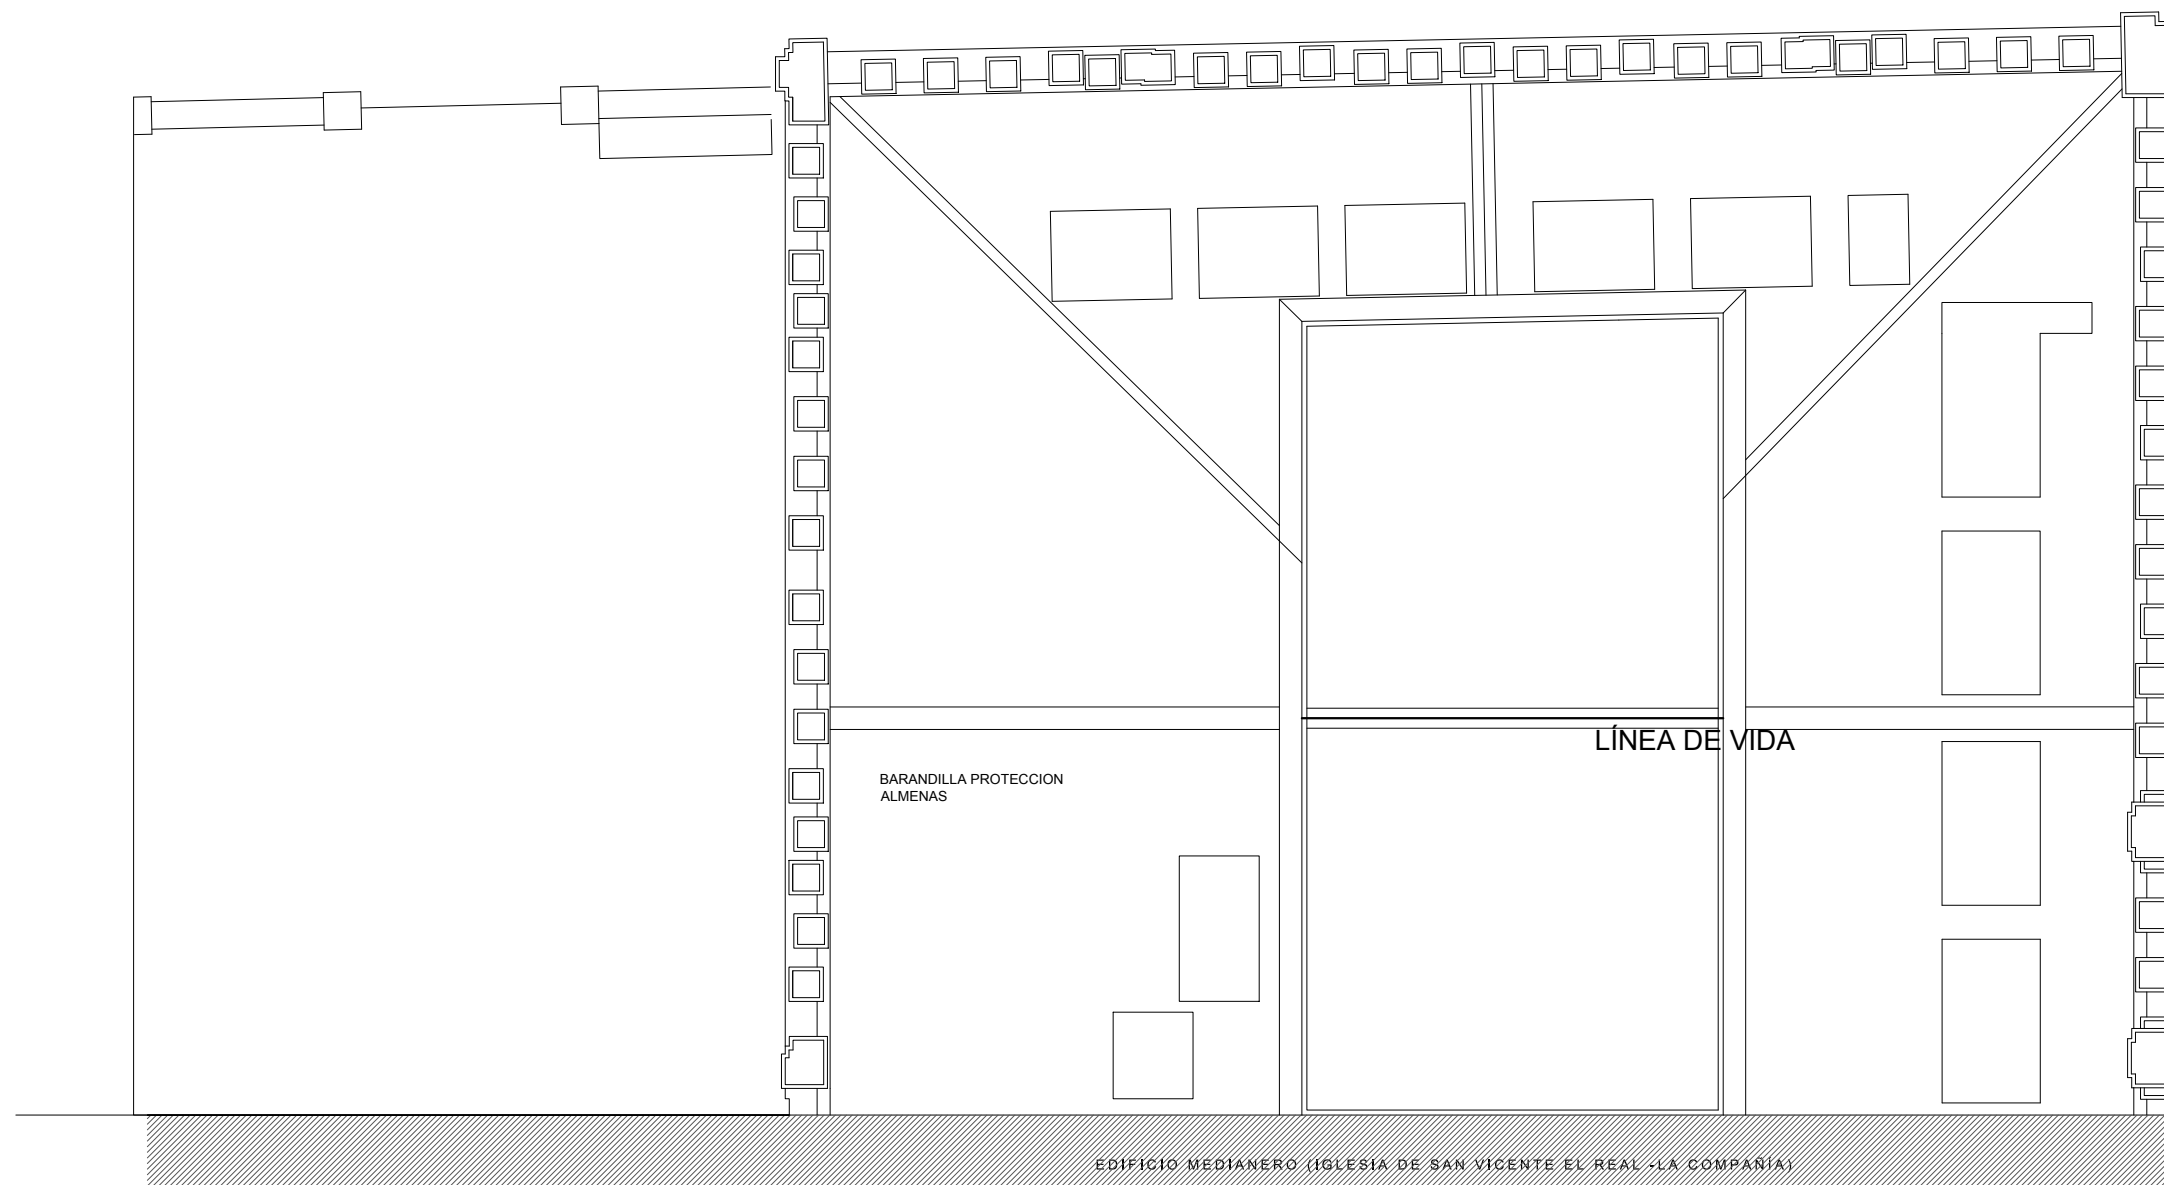 LÍNEA DE VIDA
BARANDILLA PROTECCION
ALMENAS
EDIFICIO MEDIANERO (IGLESIA DE SAN VICENTE EL REAL -LA COMPAÑÍA)